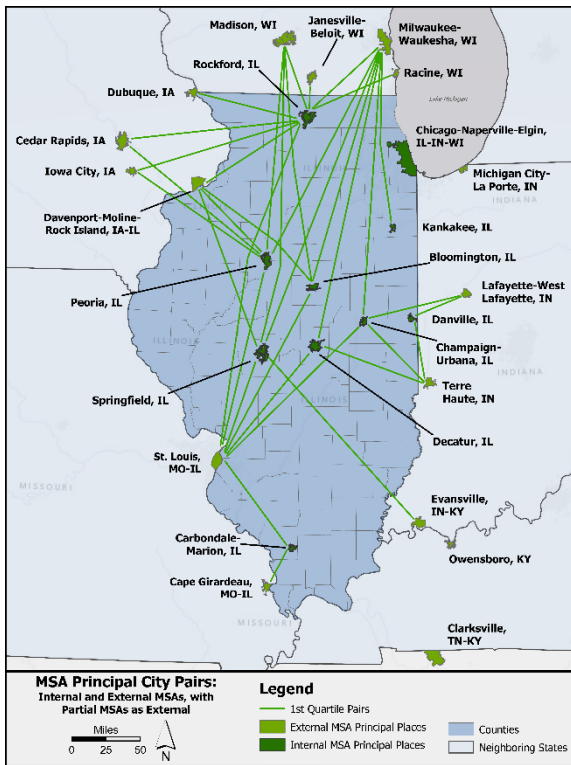 Madison, WI
Janesville-
Beloit, WI
Milwaukee-
Waukesha, WI
Rockford, IL
Racine, WI
Dubuque, IA
Lake Michigan
Cedar Rapids, IA
Chicago-Naperville-Elgin,
IL-IN-WI
Iowa City, IA
ILLINOIS
Michigan City-
La Porte, IN
INDIANA
Davenport-Moline-
Rock Island, IA-IL
Kankakee, IL
Bloomington, IL
Peoria, IL
Lafayette-West
Lafayette, IN
Danville, IL
ILLINOIS
Champaign-
Urbana, IL
INDIANA
Springfield, IL
Terre
Haute, IN
ILLINOIS
Decatur, IL
St. Louis,
MO-IL
MISSOURI
Evansville,
IN-KY
Carbondale-
Marion, IL
Owensboro, KY
Cape Girardeau,
MO-IL
MISSOURI
Clarksville,
TN-KY
MSA Principal City Pairs:
Internal and External MSAs, with
Partial MSAs as External
Miles
0 25 50
N
Legend
1st Quartile Pairs
External MSA Principal Places
Internal MSA Principal Places
Counties
Neighboring States